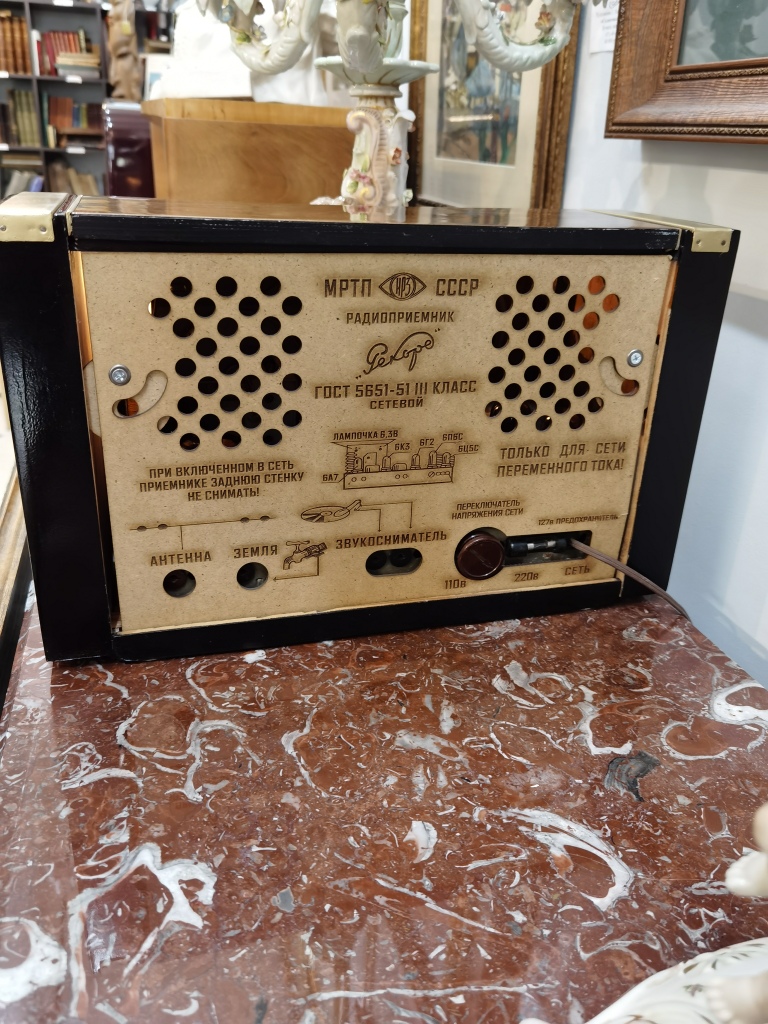 МРТП ИРЗ СССР
РАДИОПРИЕМНИК
Рекорд
ГОСТ 5651-51 III КЛАСС
СЕТЕВОЙ
ПРИ ВКЛЮЧЕННОМ В СЕТЬ
ПРИЕМНИКЕ ЗАДНЮЮ СТЕНКУ
НЕ СНИМАТЬ!
ЛАМПОЧКА 6,3В
6А7
6К3
6Г2
6П6С
6Ц5С
ТОЛЬКО ДЛЯ СЕТИ
ПЕРЕМЕННОГО ТОКА!
АНТЕННА
ЗЕМЛЯ
ЗВУКОСНИМАТЕЛЬ
ПЕРЕКЛЮЧАТЕЛЬ
НАПРЯЖЕНИЯ СЕТИ
127в ПРЕДОХРАНИТЕЛЬ
110в
220в
СЕТЬ